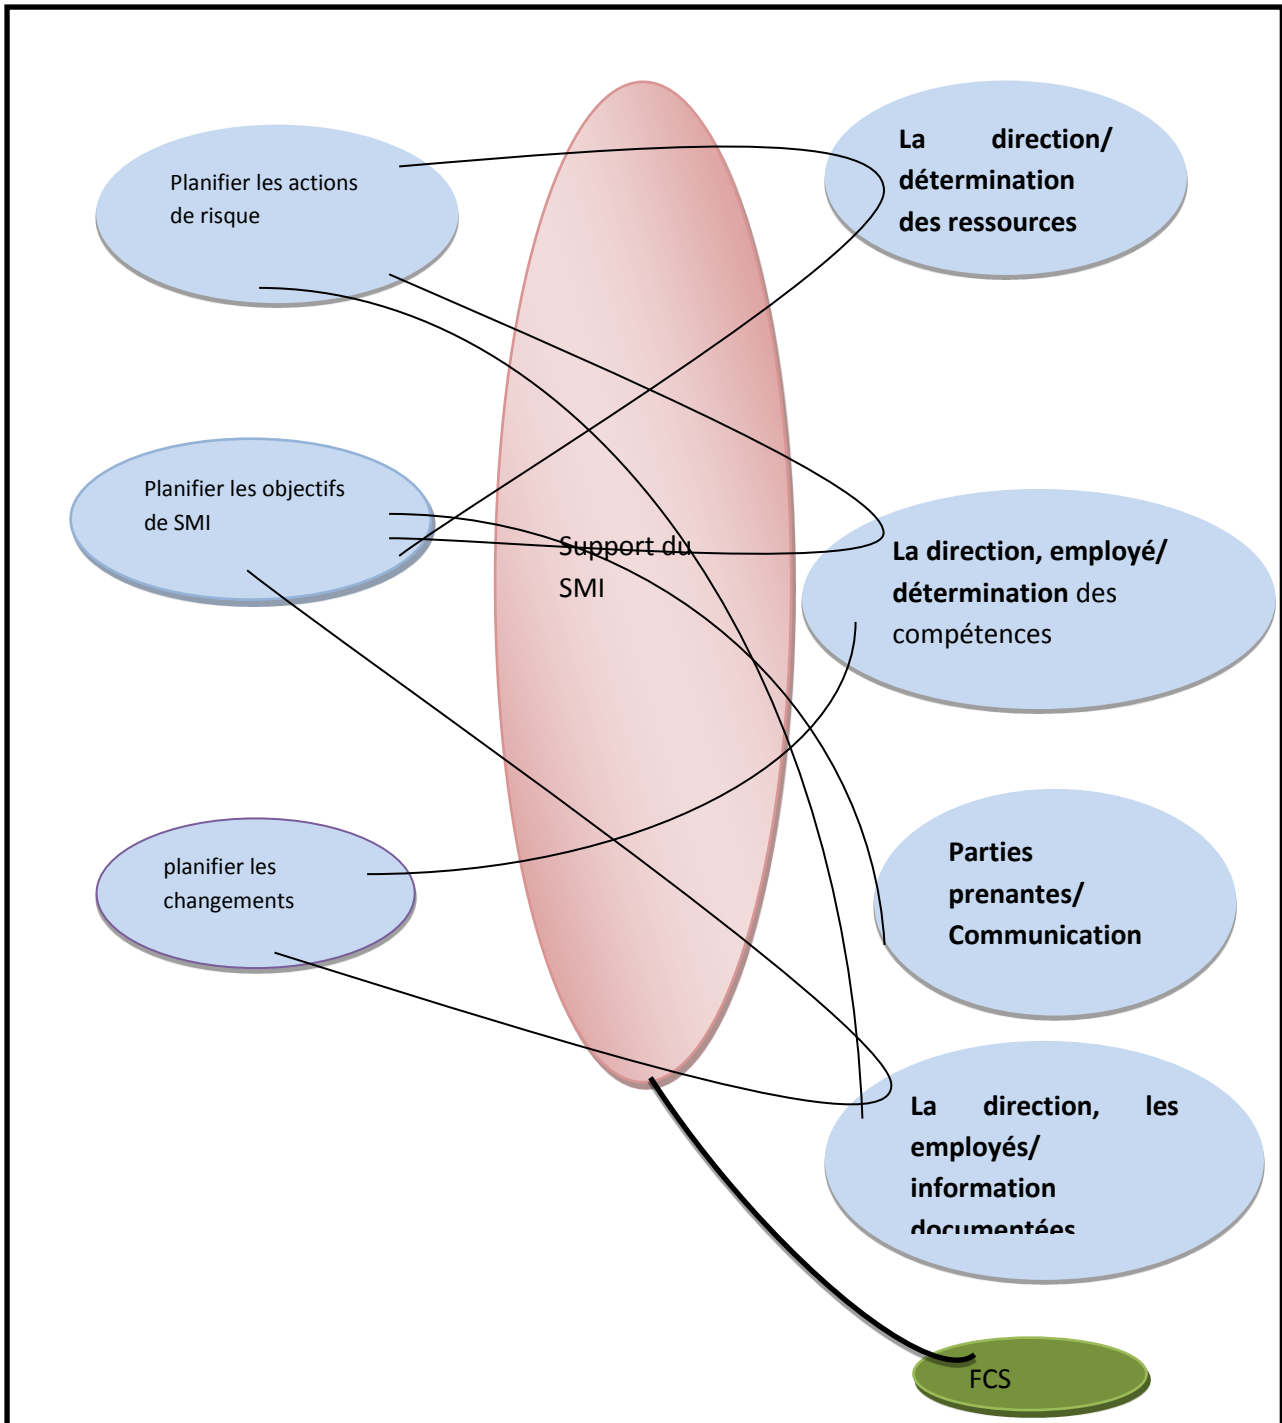 Planifier les actions
de risque
La direction/
détermination
des ressources
Planifier les objectifs
de SMI
Support du
SMI
La direction, employé/
détermination des
compétences
planifier les
changements
Parties
prenantes/
Communication
La direction, les
employés/
information
documentées
FCS